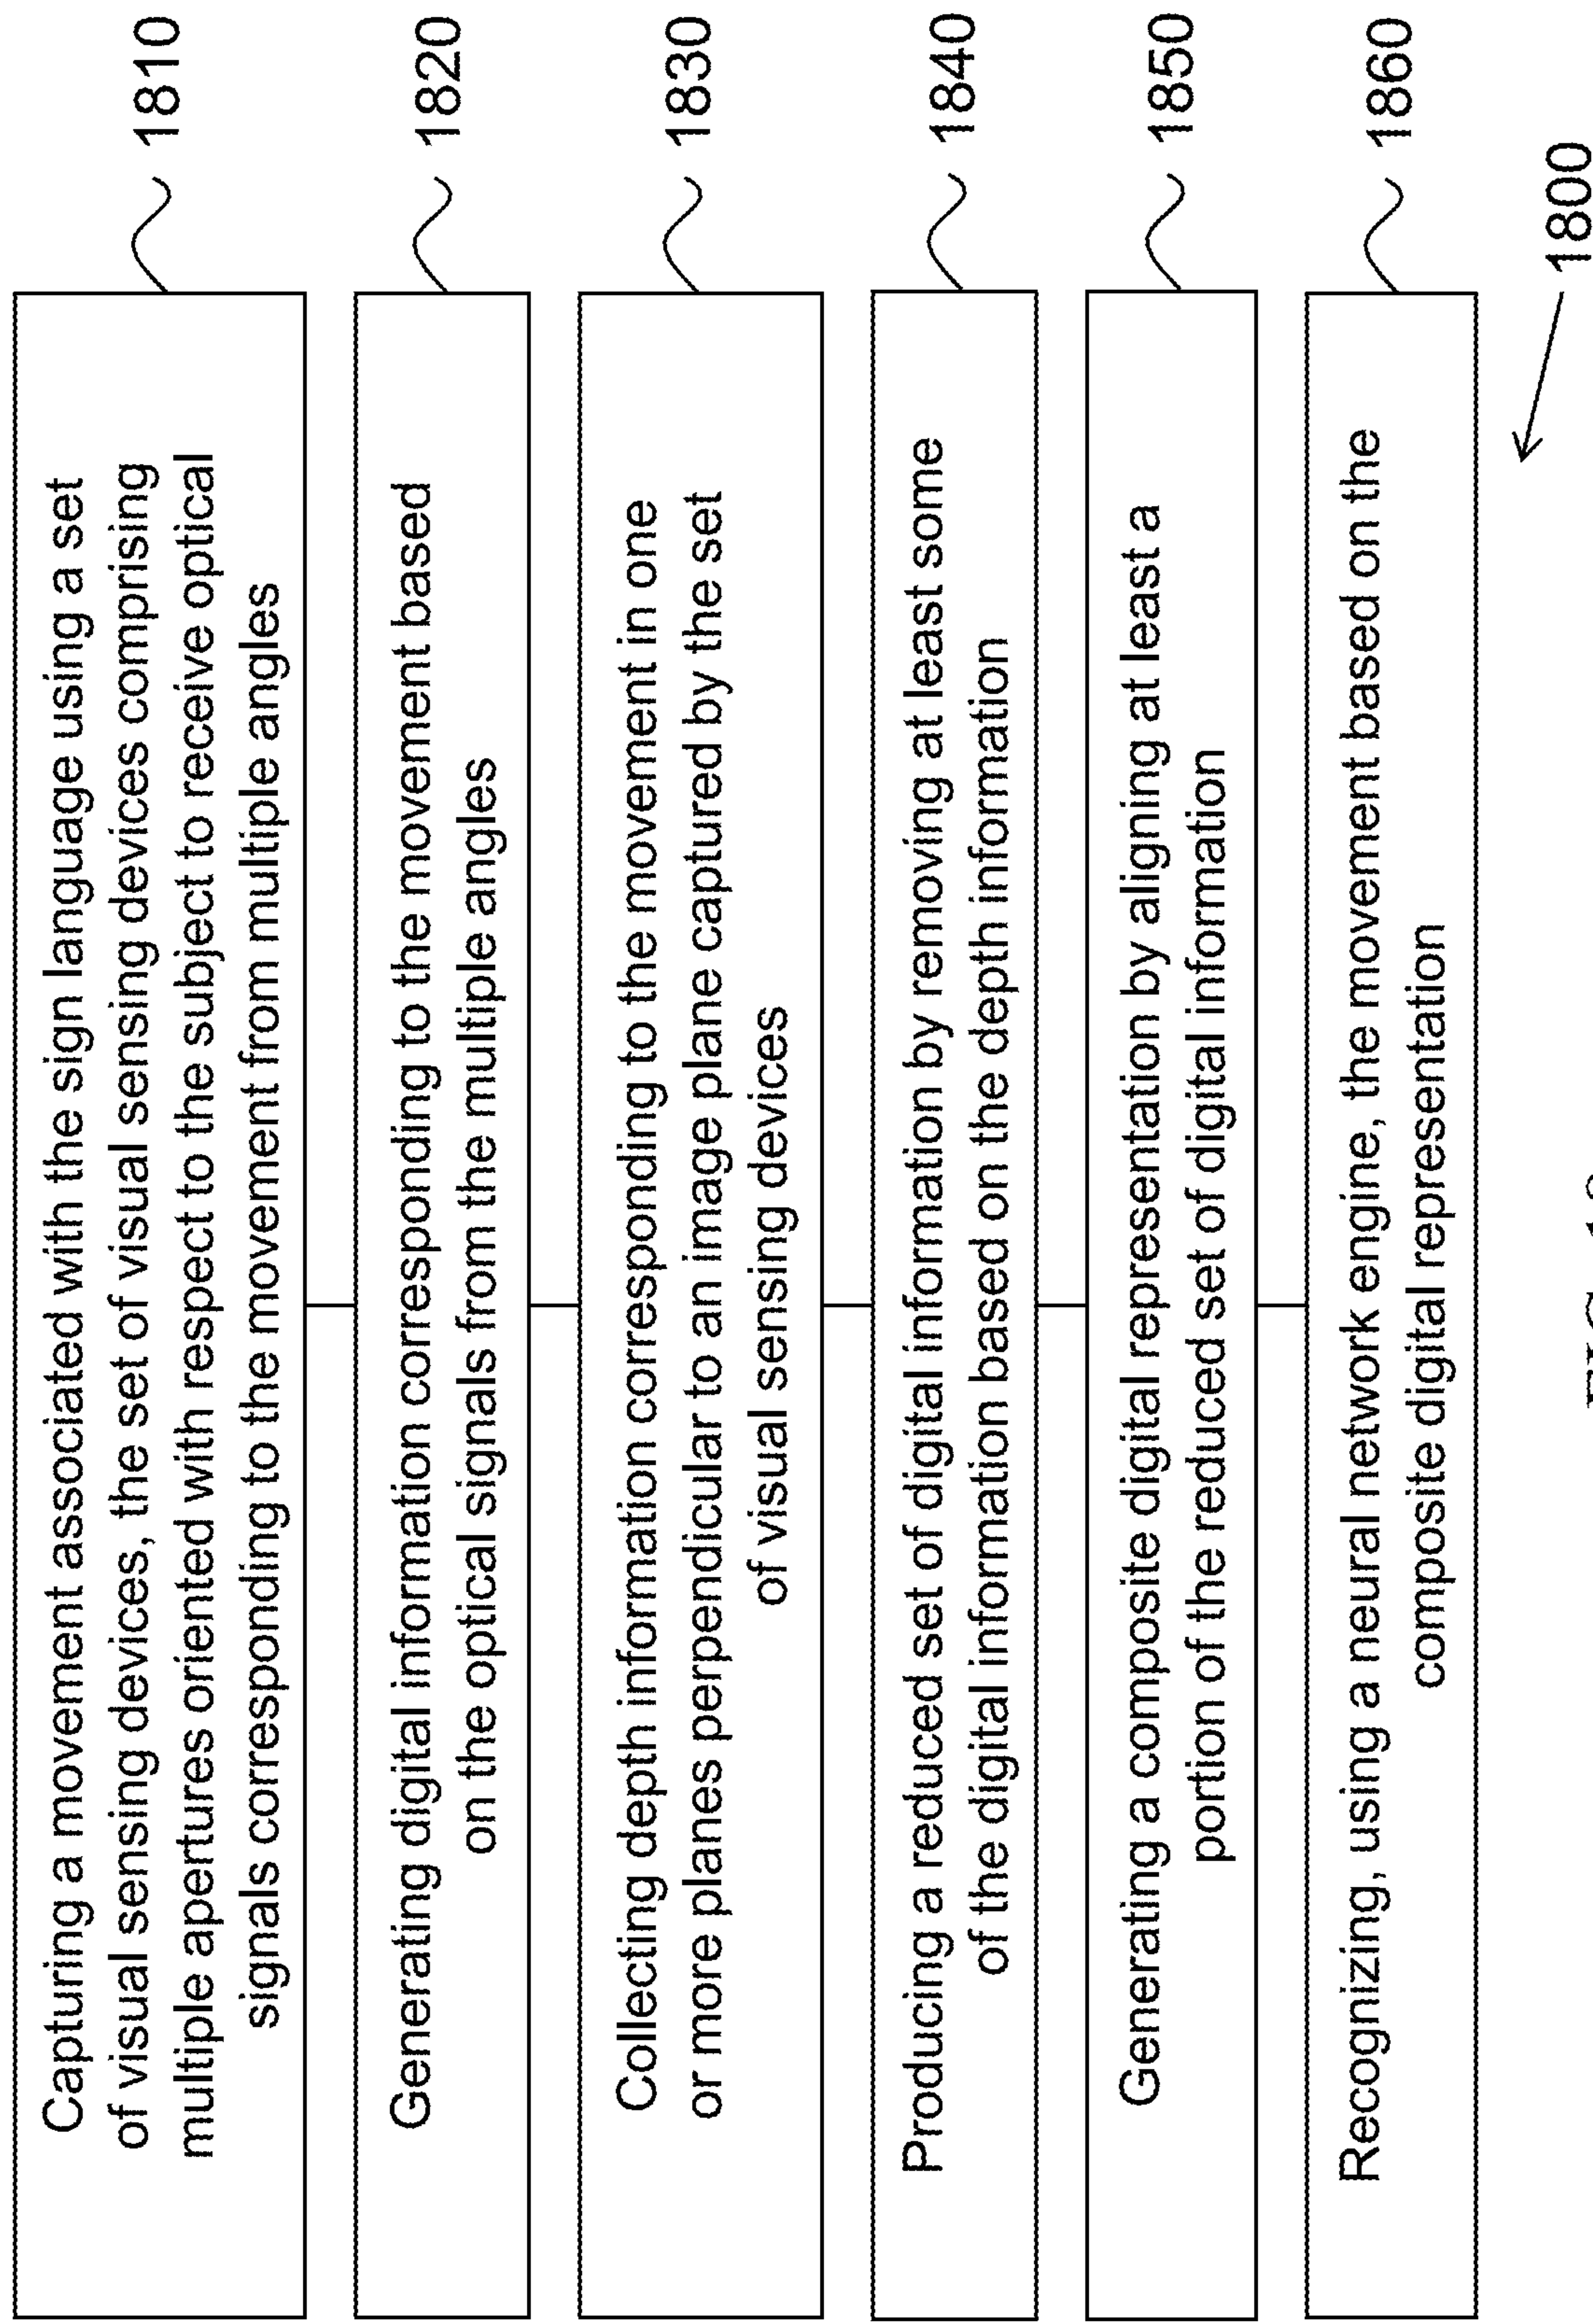 Capturing a movement associated with the sign language using a set
of visual sensing devices, the set of visual sensing devices comprising
multiple apertures oriented with respect to the subject to receive optical
signals corresponding to the movement from multiple angles
1810
Generating digital information corresponding to the movement based
on the optical signals from the multiple angles
1820
Collecting depth information corresponding to the movement in one
or more planes perpendicular to an image plane captured by the set
of visual sensing devices
1830
Producing a reduced set of digital information by removing at least some
of the digital information based on the depth information
1840
Generating a composite digital representation by aligning at least a
portion of the reduced set of digital information
1850
Recognizing, using a neural network engine, the movement based on the
composite digital representation
1860
1800